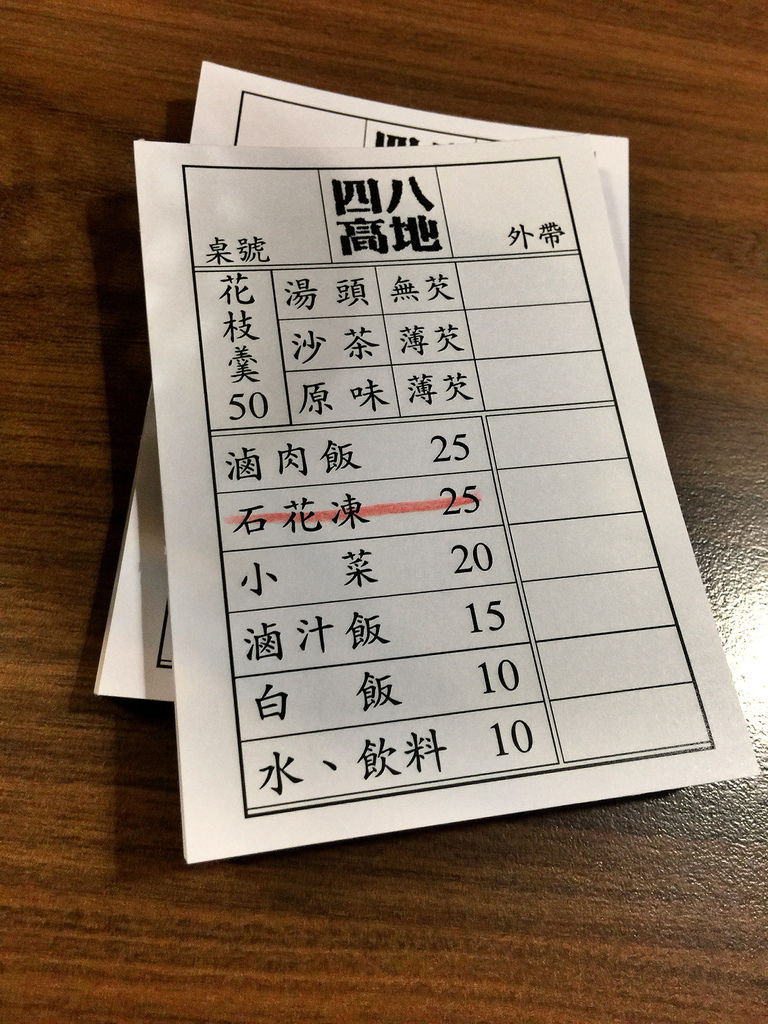 四八
高地
桌號
外帶
花枝羹 50
湯頭 無芡
沙茶 薄芡
原味 薄芡
滷肉飯 25
石花凍 25
小菜 20
滷汁飯 15
白飯 10
水、飲料 10